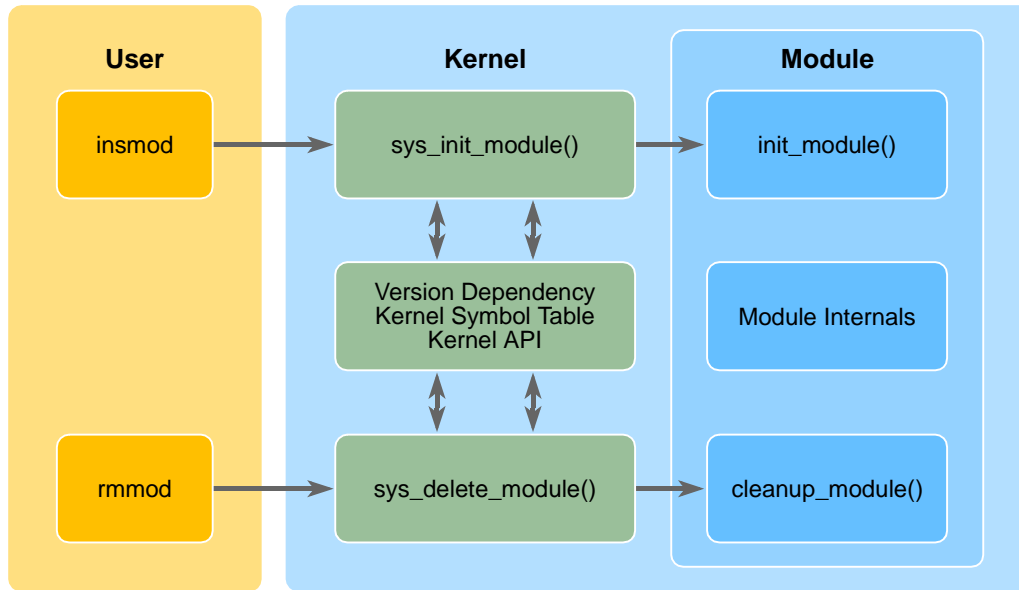 User
Kernel
Module
insmod
sys_init_module()
init_module()
Version Dependency
Kernel Symbol Table
Kernel API
Module Internals
rmmod
sys_delete_module()
cleanup_module()